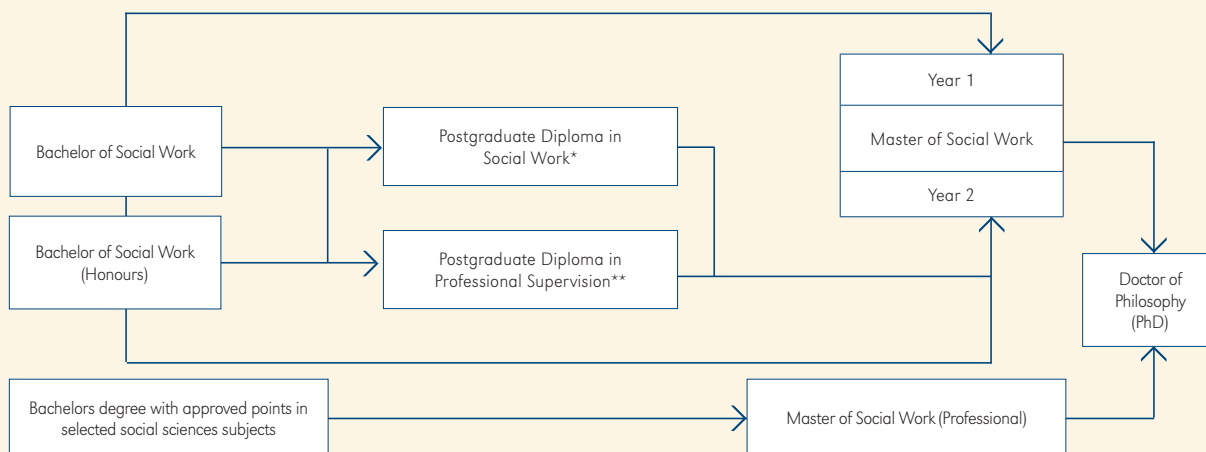 Year 1
Bachelor of Social Work
Postgraduate Diploma in
Social Work*
Master of Social Work
Year 2
Bachelor of Social Work
(Honours)
Postgraduate Diploma in
Professional Supervision**
Doctor of
Philosophy
(PhD)
Bachelors degree with approved points in
selected social sciences subjects
Master of Social Work (Professional)